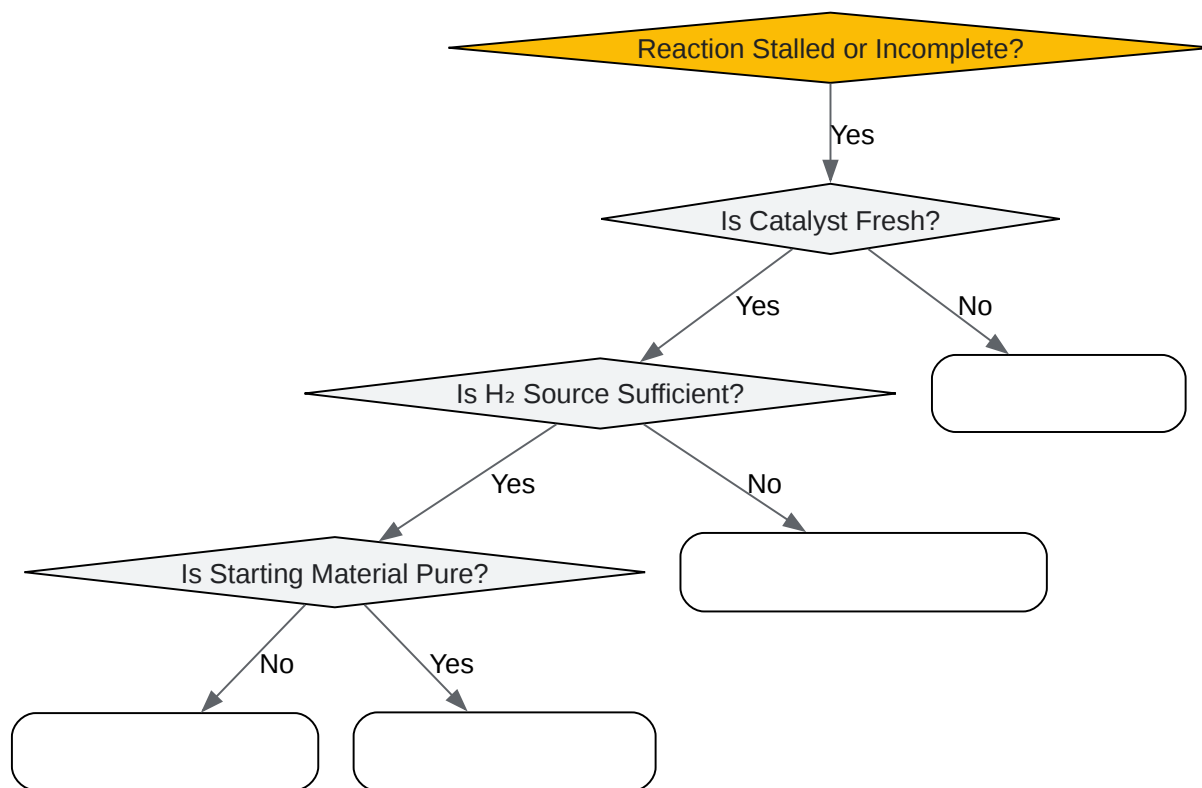 Reaction Stalled or Incomplete?
Yes
Is Catalyst Fresh?
Yes
No
Is H₂ Source Sufficient?
Yes
No
Is Starting Material Pure?
No
Yes